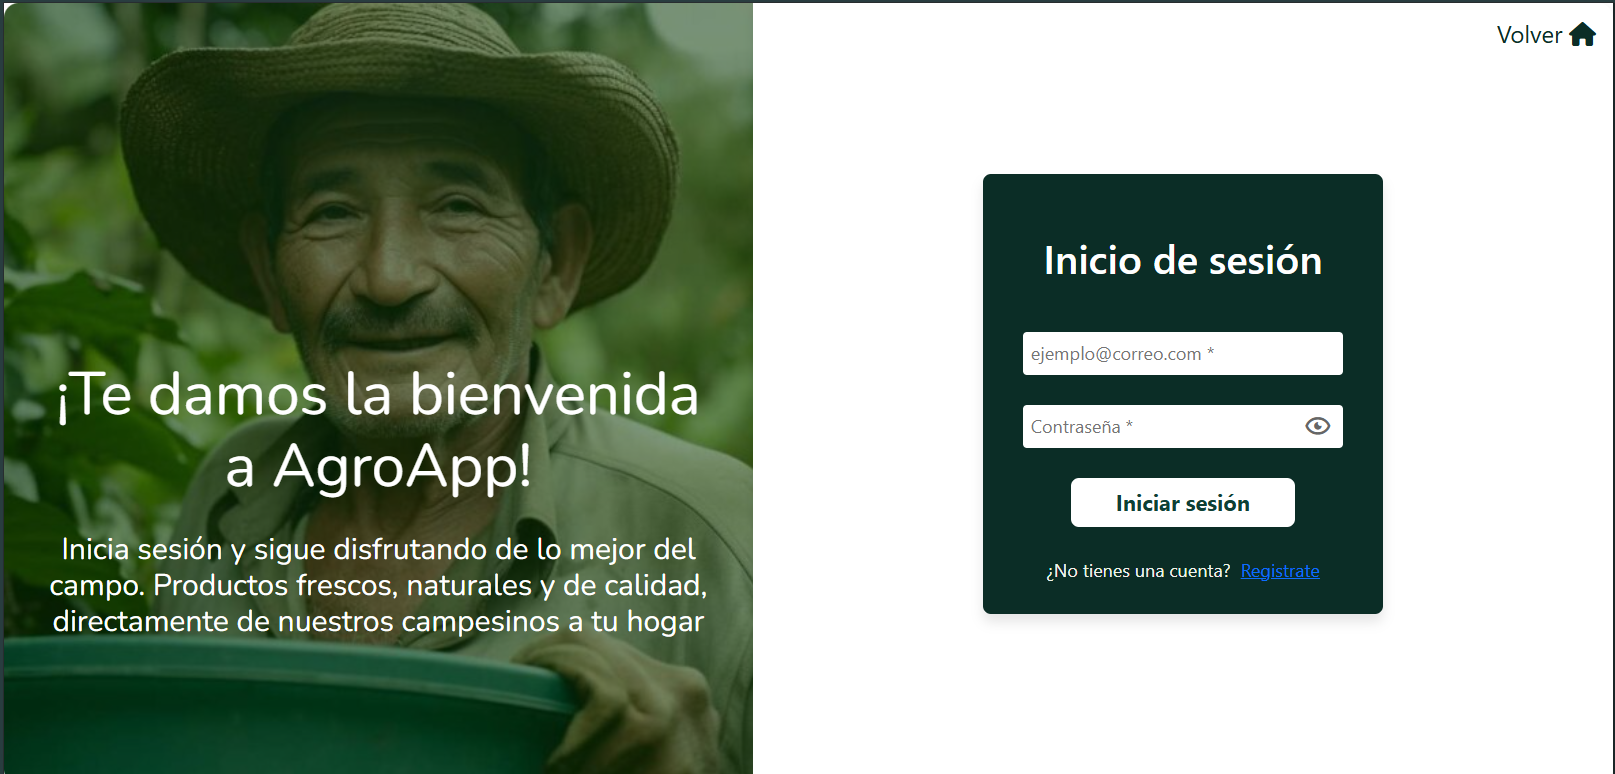 ¡Te damos la bienvenida
a AgroApp!
Inicia sesión y sigue disfrutando de lo mejor del
campo. Productos frescos, naturales y de calidad,
directamente de nuestros campesinos a tu hogar
Volver
Inicio de sesión
ejemplo@correo.com *
Contraseña *
Iniciar sesión
¿No tienes una cuenta? Registrate